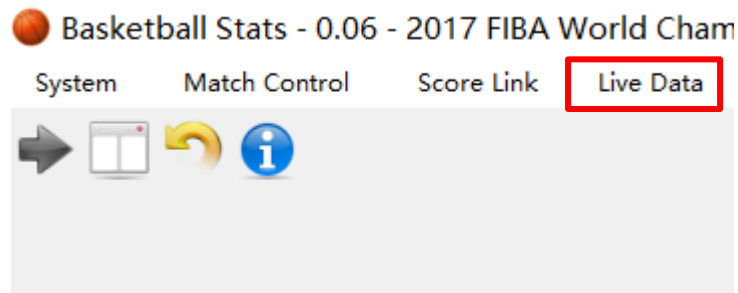 Basketball Stats - 0.06 - 2017 FIBA World Cham
System Match Control Score Link Live Data